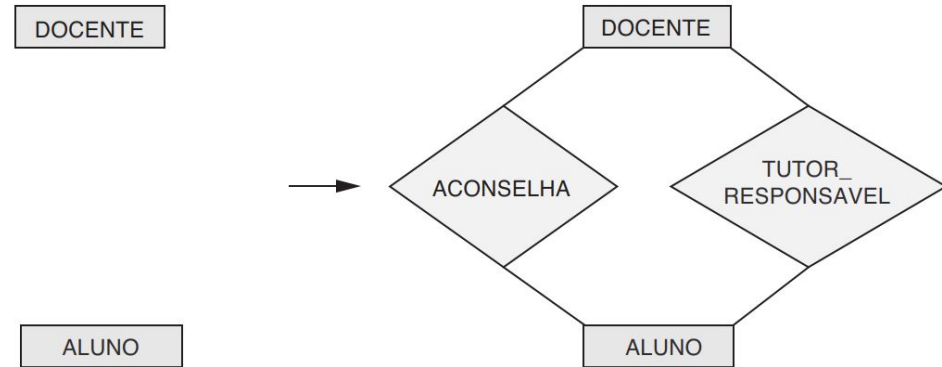 DOCENTE
DOCENTE
ACONSELHA
TUTOR_
RESPONSAVEL
ALUNO
ALUNO